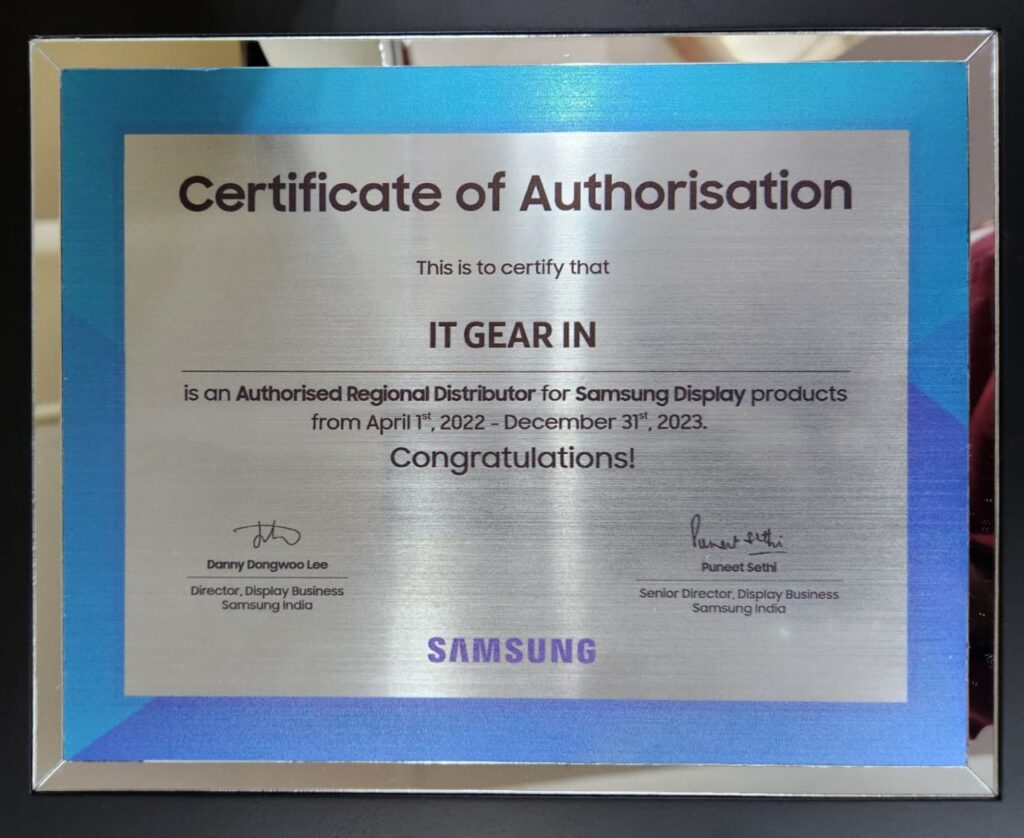 Certificate of Authorisation
This is to certify that
IT GEAR IN
is an Authorised Regional Distributor for Samsung Display products
from April 1st, 2022 - December 31st, 2023.
Congratulations!
Puneet Sethi
Danny Dongwoo Lee
Director, Display Business
Samsung India
Puneet Sethi
Senior Director, Display Business
Samsung India
SAMSUNG